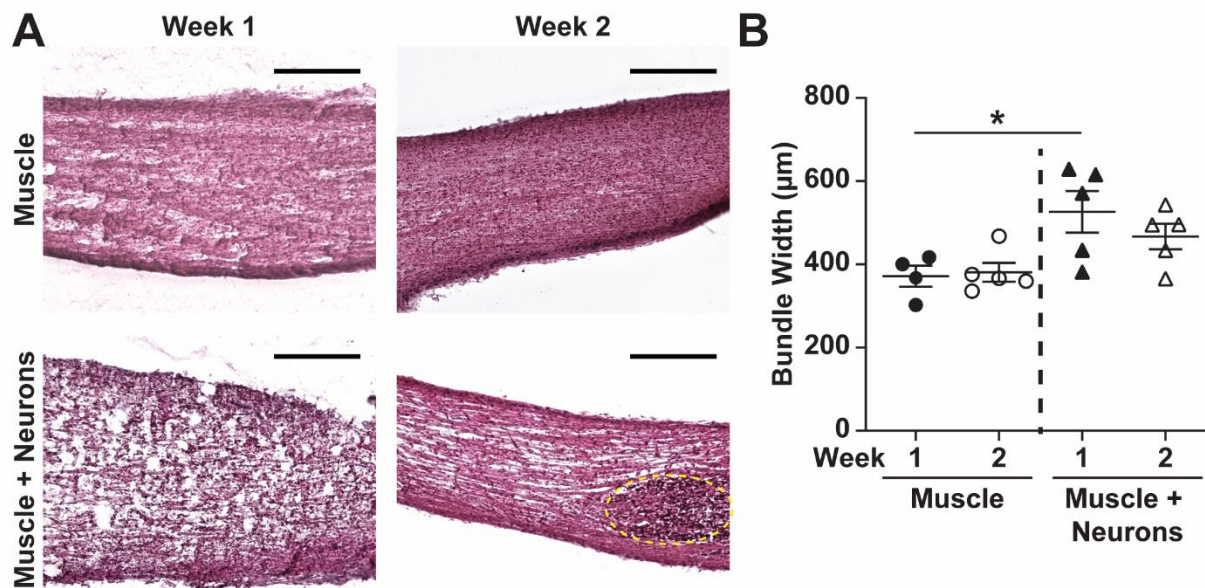 A
Week 1
Week 2
Muscle
Muscle + Neurons
B
*
Bundle Width (µm)
800
600
400
200
0
Week 1 2 1 2
Muscle
Muscle +
Neurons